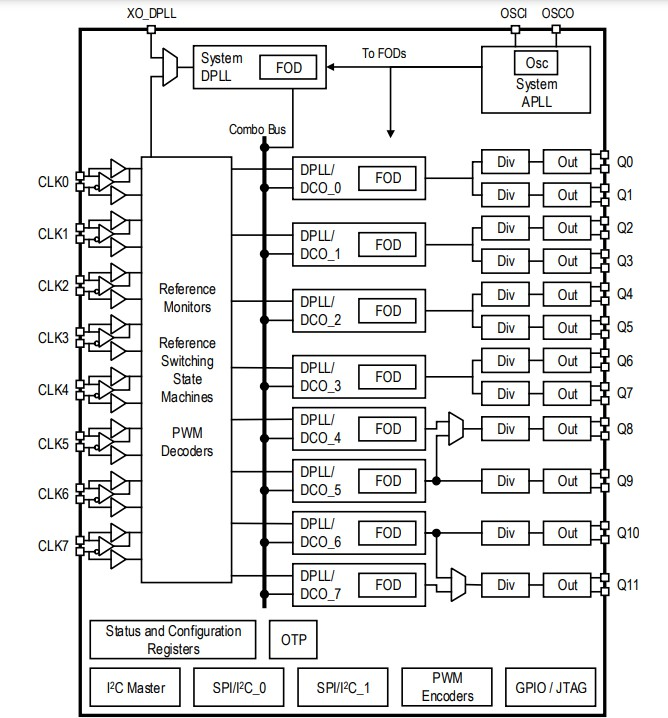 XO_DPLL
OSCI
OSCO
System
DPLL
FOD
To FODs
Osc
System
APLL
Combo Bus
CLK0
CLK1
CLK2
CLK3
CLK4
CLK5
CLK6
CLK7
Reference
Monitors
Reference
Switching
State
Machines
PWM
Decoders
DPLL/
DCO_0
FOD
DPLL/
DCO_1
FOD
DPLL/
DCO_2
FOD
DPLL/
DCO_3
FOD
DPLL/
DCO_4
FOD
DPLL/
DCO_5
FOD
DPLL/
DCO_6
FOD
DPLL/
DCO_7
FOD
Div
Out
Q0
Div
Out
Q1
Div
Out
Q2
Div
Out
Q3
Div
Out
Q4
Div
Out
Q5
Div
Out
Q6
Div
Out
Q7
Div
Out
Q8
Div
Out
Q9
Div
Out
Q10
Div
Out
Q11
Status and Configuration
Registers
OTP
I²C Master
SPI/I²C_0
SPI/I²C_1
PWM
Encoders
GPIO / JTAG